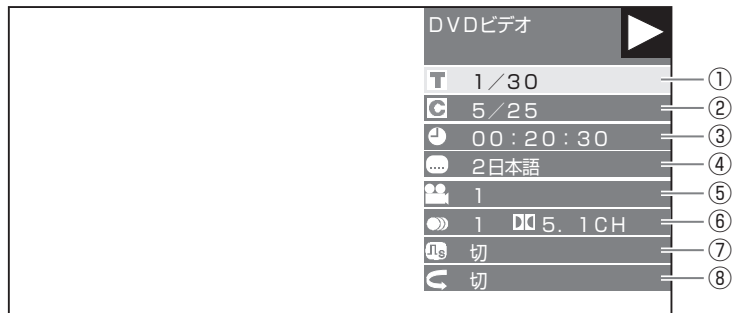 DVDビデオ
T 1／30 ①
C 5／25 ②
00：20：30 ③
2日本語 ④
1 ⑤
1 5．1CH ⑥
S 切 ⑦
切 ⑧